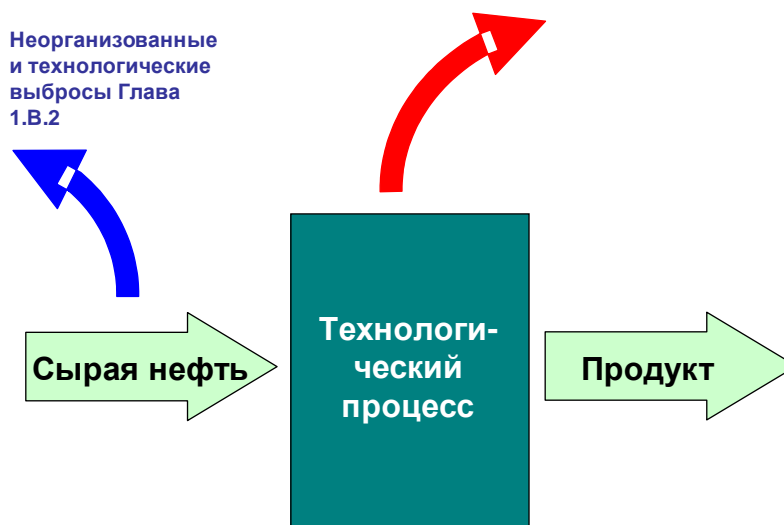 Неорганизованные
и технологические
выбросы Глава
1.B.2
Сырая нефть
Технологи-
ческий
процесс
Продукт